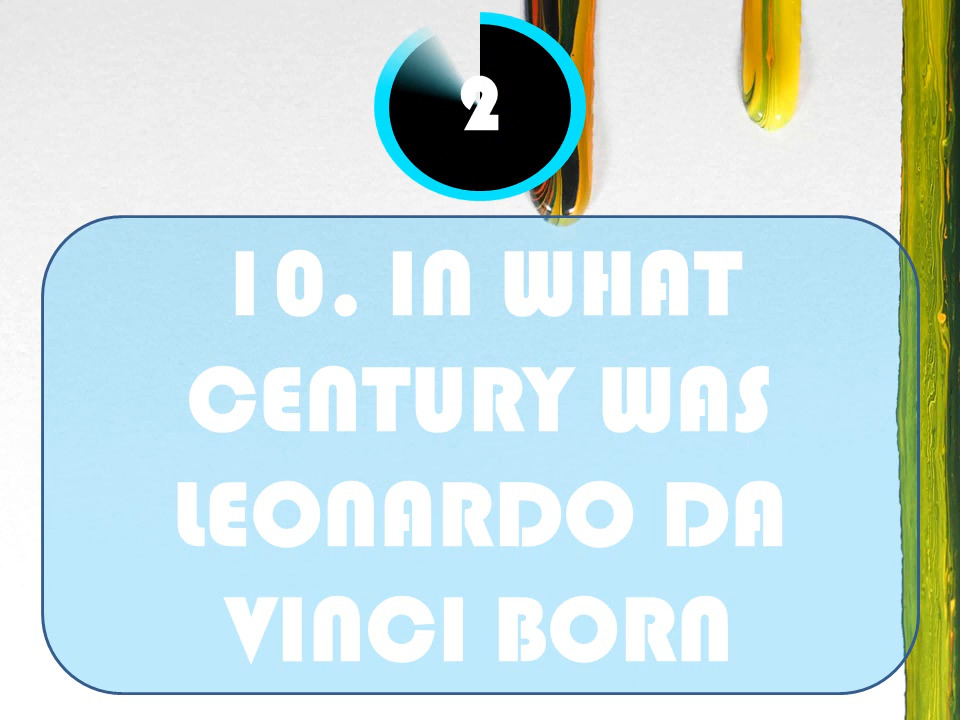 2
10. IN WHAT
CENTURY WAS
LEONARDO DA
VINCI BORN